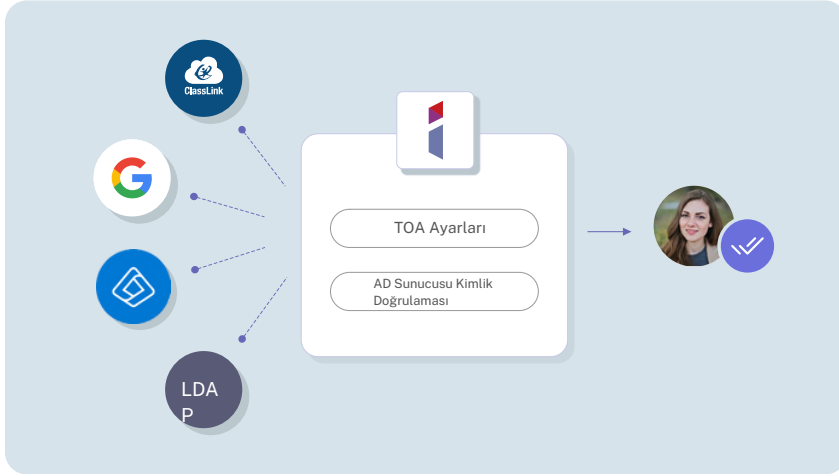 ClassLink
TOA Ayarları
AD Sunucusu Kimlik
Doğrulaması
LDA
P